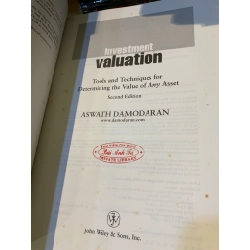 Investment
Valuation
Tools and Techniques for
Determining the Value of Any Asset
Second Edition
ASWATH DAMODARAN
www.damodaran.com
PRIVATE LIBRARY
John Wiley & Sons, Inc.